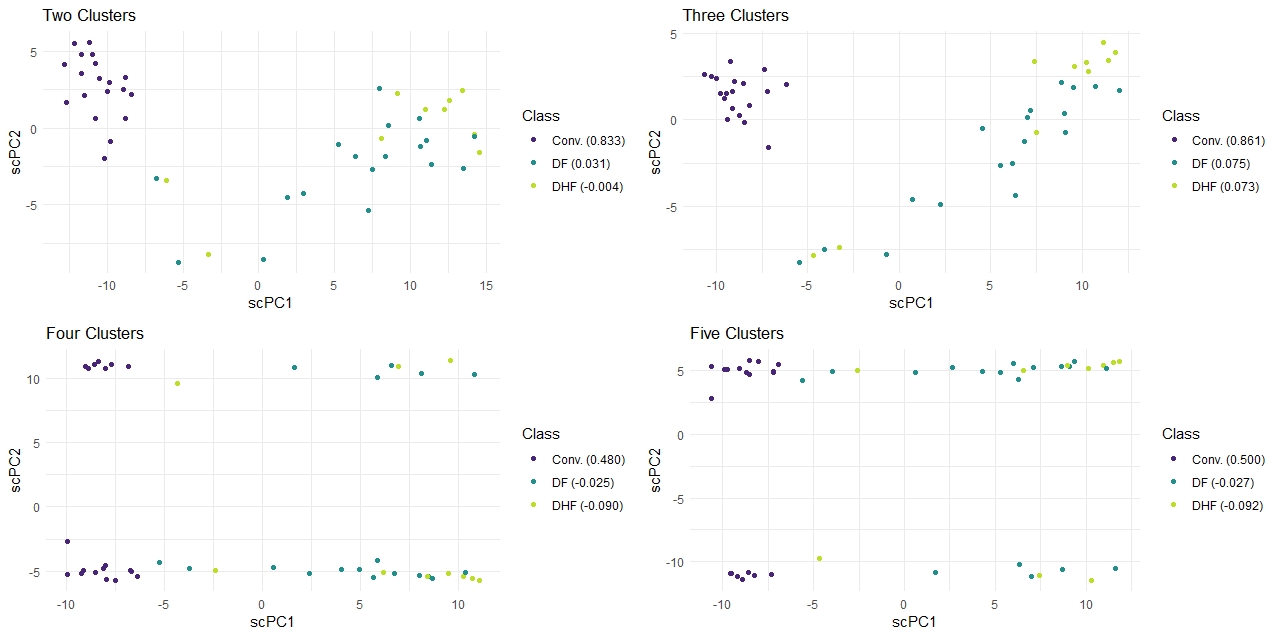 Two Clusters
5
0
-5
-10
-5
0
5
10
15
scPC1
scPC2
Class
Conv. (0.833)
DF (0.031)
DHF (-0.004)
Three Clusters
5
0
-5
-10
-5
0
5
10
scPC1
scPC2
Class
Conv. (0.861)
DF (0.075)
DHF (0.073)
Four Clusters
10
5
0
-5
-10
-5
0
5
10
scPC1
scPC2
Class
Conv. (0.480)
DF (-0.025)
DHF (-0.090)
Five Clusters
5
0
-5
-10
-10
-5
0
5
10
scPC1
scPC2
Class
Conv. (0.500)
DF (-0.027)
DHF (-0.092)